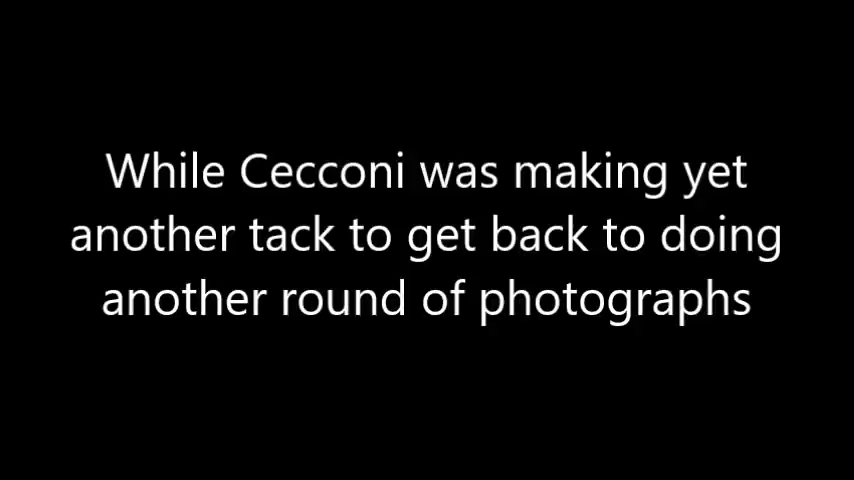 While Cecconi was making yet
another tack to get back to doing
another round of photographs